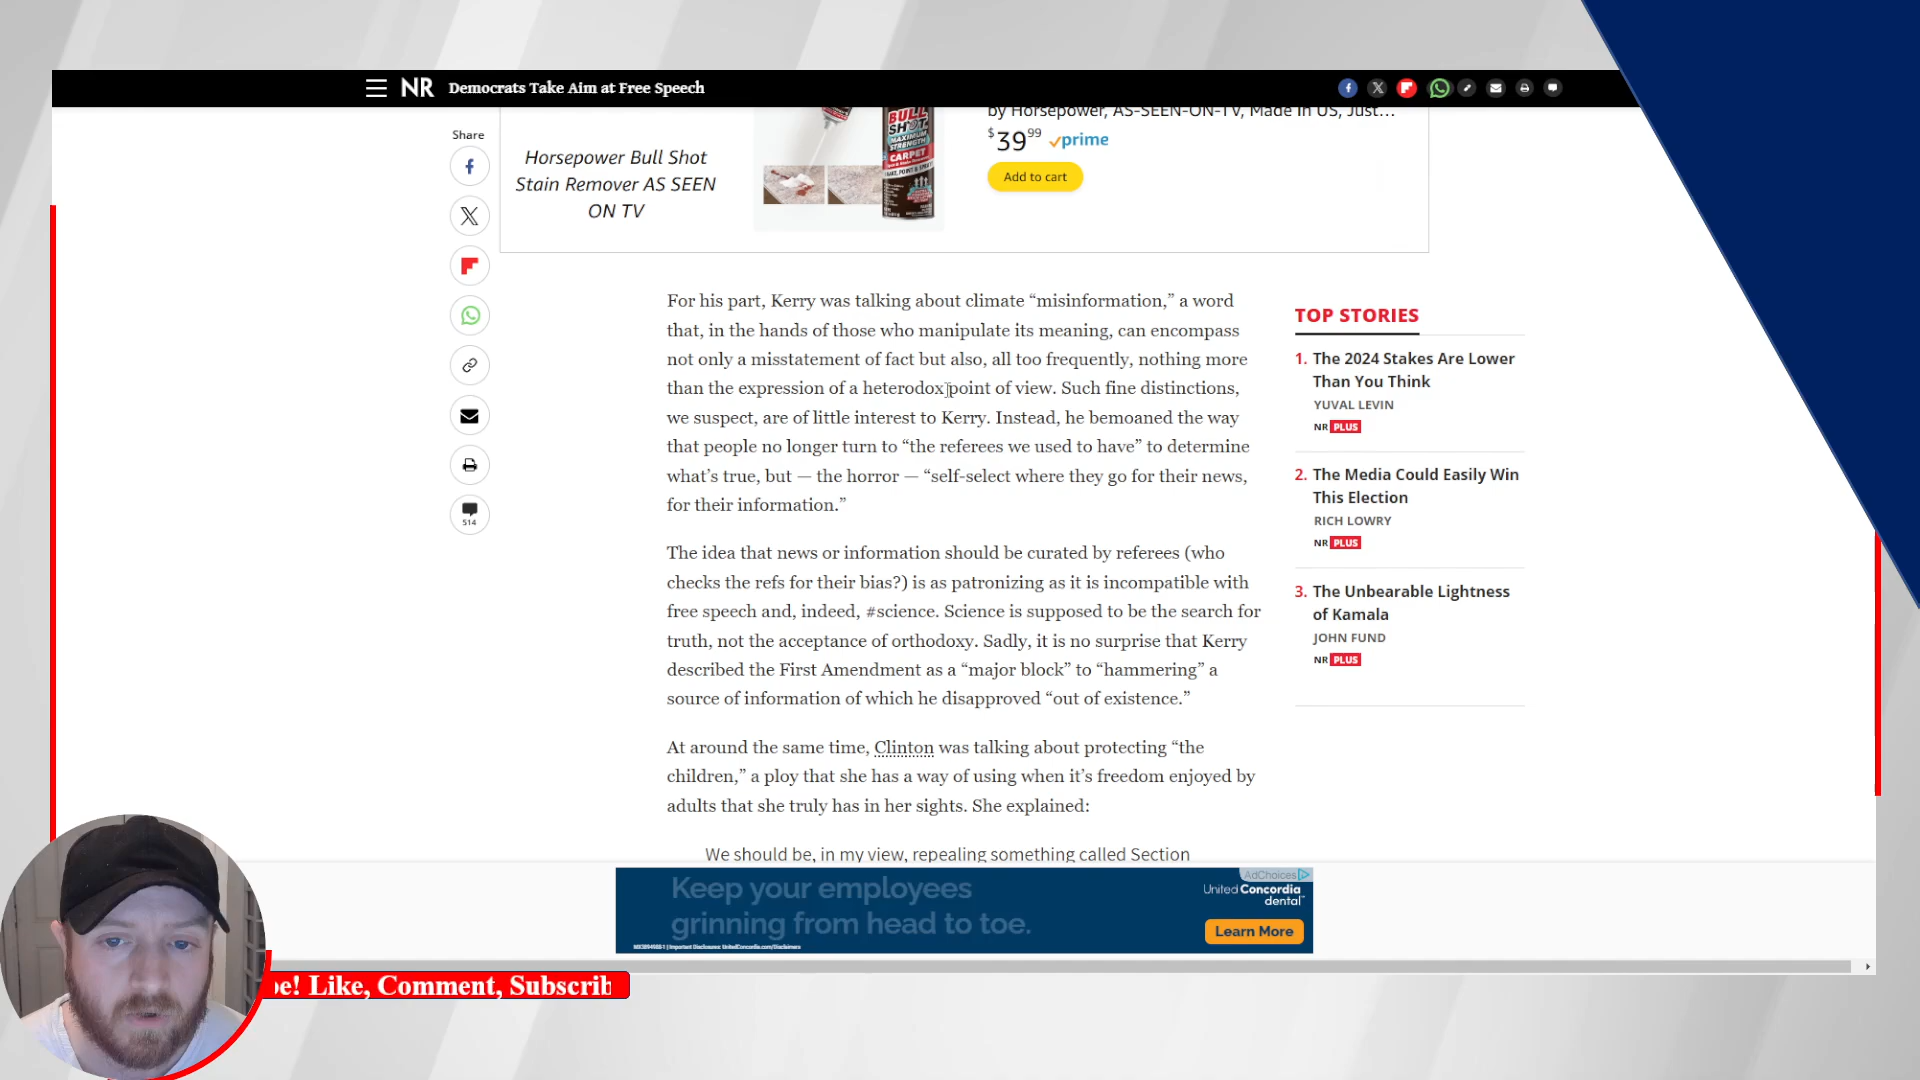 NR Democrats Take Aim at Free Speech
by Horsepower, AS-SEEN-ON-TV, Made In US, Just...
$39 99 prime
Add to cart
Horsepower Bull Shot
Stain Remover AS SEEN
ON TV
BULL
SHOT
MAXIMUM
STRENGTH
CARPET
Share
514
For his part, Kerry was talking about climate “misinformation,” a word
that, in the hands of those who manipulate its meaning, can encompass
not only a misstatement of fact but also, all too frequently, nothing more
than the expression of a heterodox point of view. Such fine distinctions,
we suspect, are of little interest to Kerry. Instead, he bemoaned the way
that people no longer turn to “the referees we used to have” to determine
what’s true, but — the horror — “self-select where they go for their news,
for their information.”
The idea that news or information should be curated by referees (who
checks the refs for their bias?) is as patronizing as it is incompatible with
free speech and, indeed, #science. Science is supposed to be the search for
truth, not the acceptance of orthodoxy. Sadly, it is no surprise that Kerry
described the First Amendment as a “major block” to “hammering” a
source of information of which he disapproved “out of existence.”
At around the same time, Clinton was talking about protecting “the
children,” a ploy that she has a way of using when it’s freedom enjoyed by
adults that she truly has in her sights. She explained:
We should be, in my view, repealing something called Section
TOP STORIES
1. The 2024 Stakes Are Lower
Than You Think
YUVAL LEVIN
NR PLUS
2. The Media Could Easily Win
This Election
RICH LOWRY
NR PLUS
3. The Unbearable Lightness
of Kamala
JOHN FUND
NR PLUS
Keep your employees
grinning from head to toe.
AdChoices
United Concordia
dental
Learn More
be! Like, Comment, Subscrib